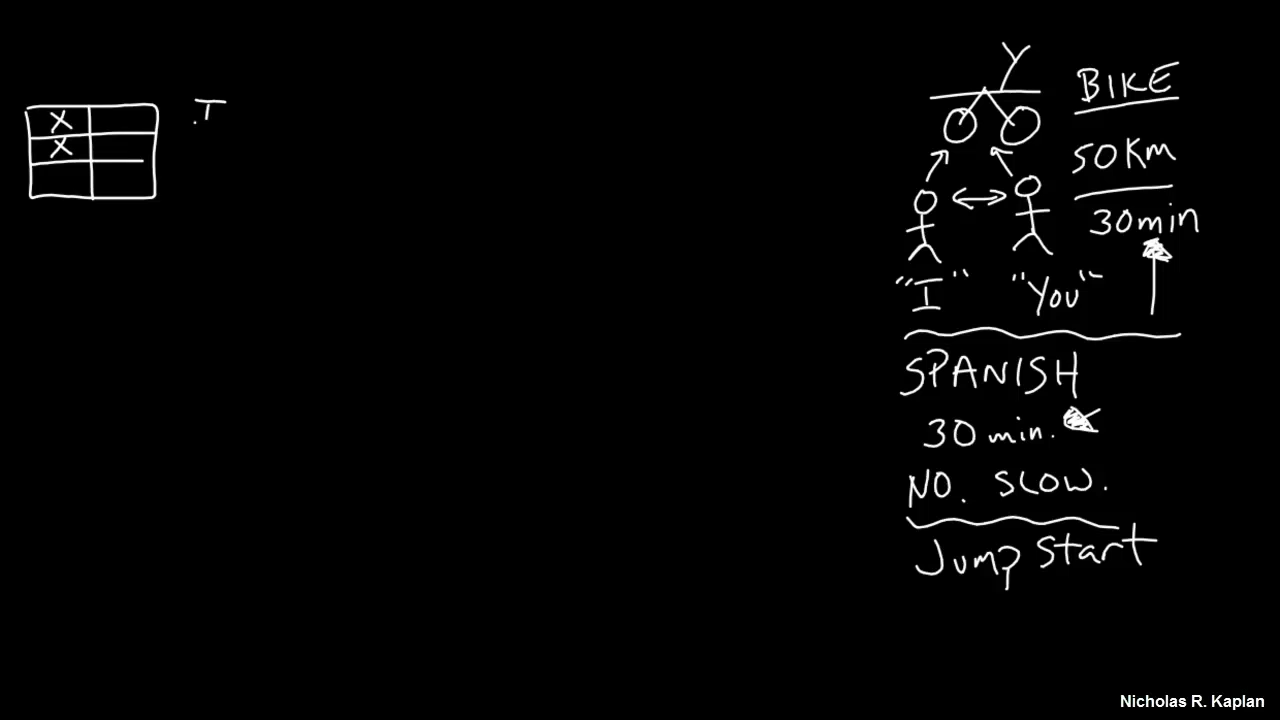 X
X
.T
Y
BIKE
50Km
30min
"I" "You"
SPANISH
30 min.
NO. SLOW.
Jump Start
Nicholas R. Kaplan